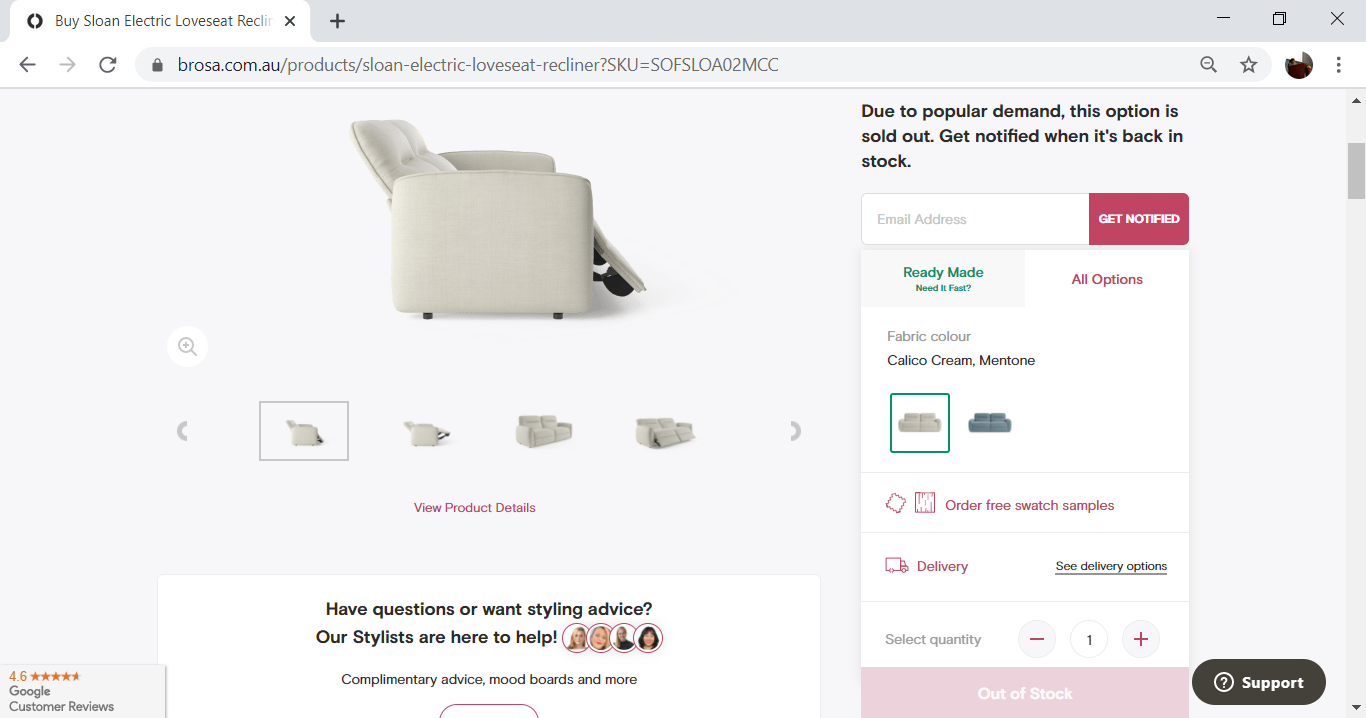 Buy Sloan Electric Loveseat Reclin
brosa.com.au/products/sloan-electric-loveseat-recliner?SKU=SOFSLOA02MCC
Due to popular demand, this option is
sold out. Get notified when it's back in
stock.
Email Address
GET NOTIFIED
Ready Made
Need It Fast?
All Options
Fabric colour
Calico Cream, Mentone
View Product Details
Order free swatch samples
Delivery
See delivery options
Have questions or want styling advice?
Our Stylists are here to help!
Complimentary advice, mood boards and more
Select quantity
1
Out of Stock
4.6
Google
Customer Reviews
Support